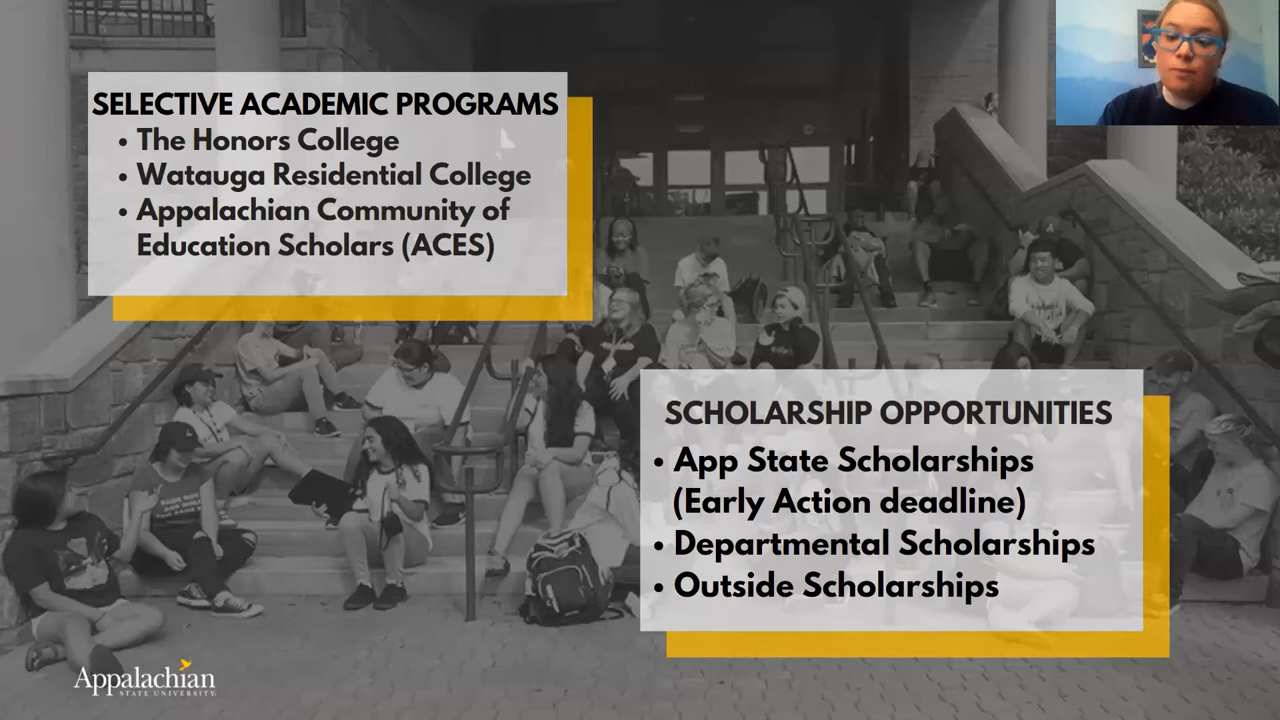 SELECTIVE ACADEMIC PROGRAMS
• The Honors College
• Watauga Residential College
• Appalachian Community of
Education Scholars (ACES)
SCHOLARSHIP OPPORTUNITIES
• App State Scholarships
(Early Action deadline)
• Departmental Scholarships
• Outside Scholarships
Appalachian
STATE UNIVERSITY